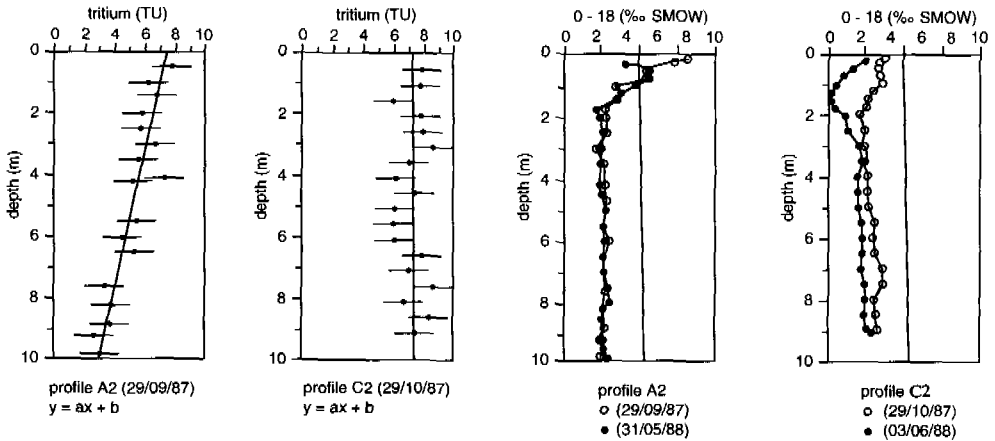 tritium (TU)
0 2 4 6 8 10
depth (m)
0
2
4
6
8
10
profile A2 (29/09/87)
y = ax + b
tritium (TU)
0 2 4 6 8 10
depth (m)
0
2
4
6
8
10
profile C2 (29/10/87)
y = ax + b
0 - 18 (‰ SMOW)
0 2 4 6 8 10
depth (m)
0
2
4
6
8
10
profile A2
(29/09/87)
(31/05/88)
0 - 18 (‰ SMOW)
0 2 4 6 8 10
depth (m)
0
2
4
6
8
10
profile C2
(29/10/87)
(03/06/88)